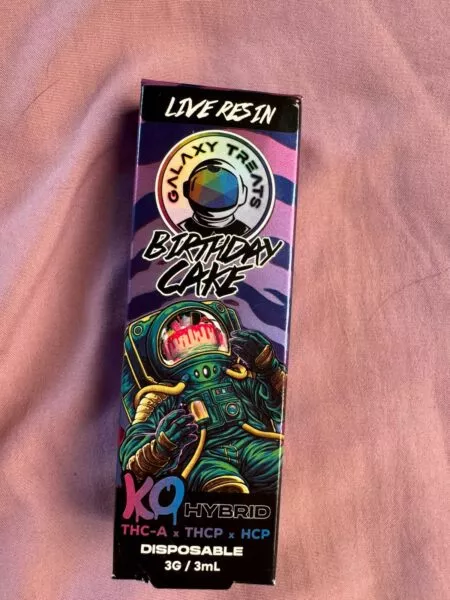 LIVE RESIN
GALAXY TREATS
BIRTHDAY
CAKE
KO HYBRID
THC-A x THCP x HCP
DISPOSABLE
3G / 3mL